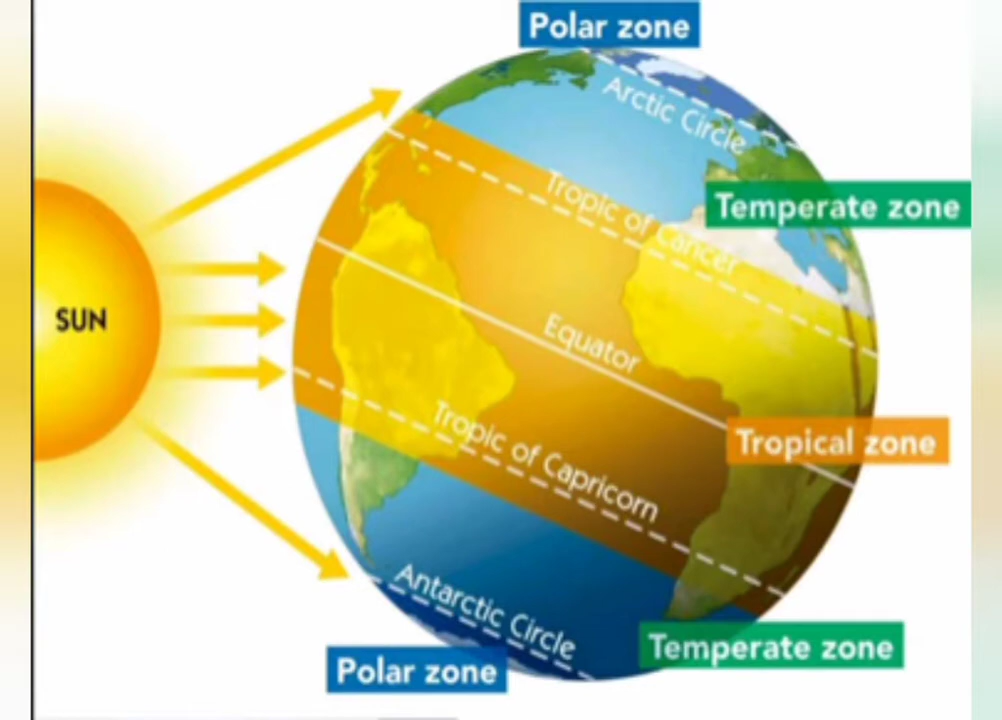 Polar zone
Arctic Circle
Temperate zone
Tropic of Cancer
SUN
Equator
Tropical zone
Tropic of Capricorn
Antarctic Circle
Temperate zone
Polar zone